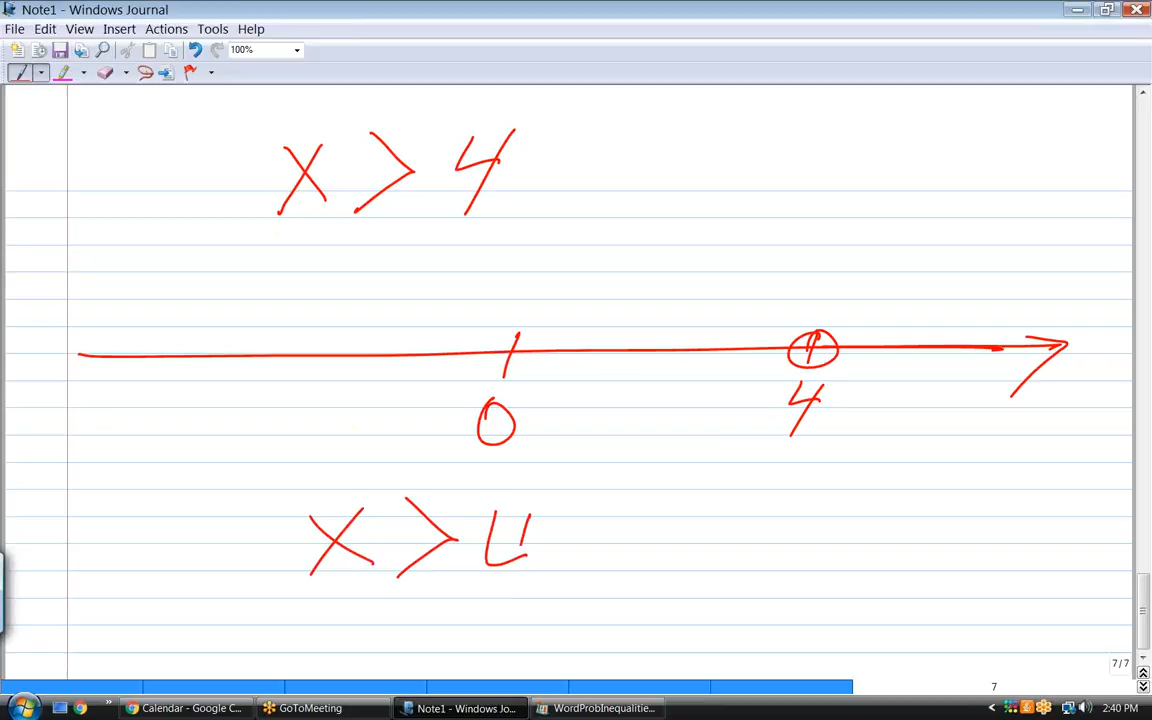 Note1 - Windows Journal
File Edit View Insert Actions Tools Help
100%
x > 4
0 4
x > 4
7/7
7
Calendar - Google C... GoToMeeting Note1 - Windows Jo... WordProbInequalitie... 2:40 PM